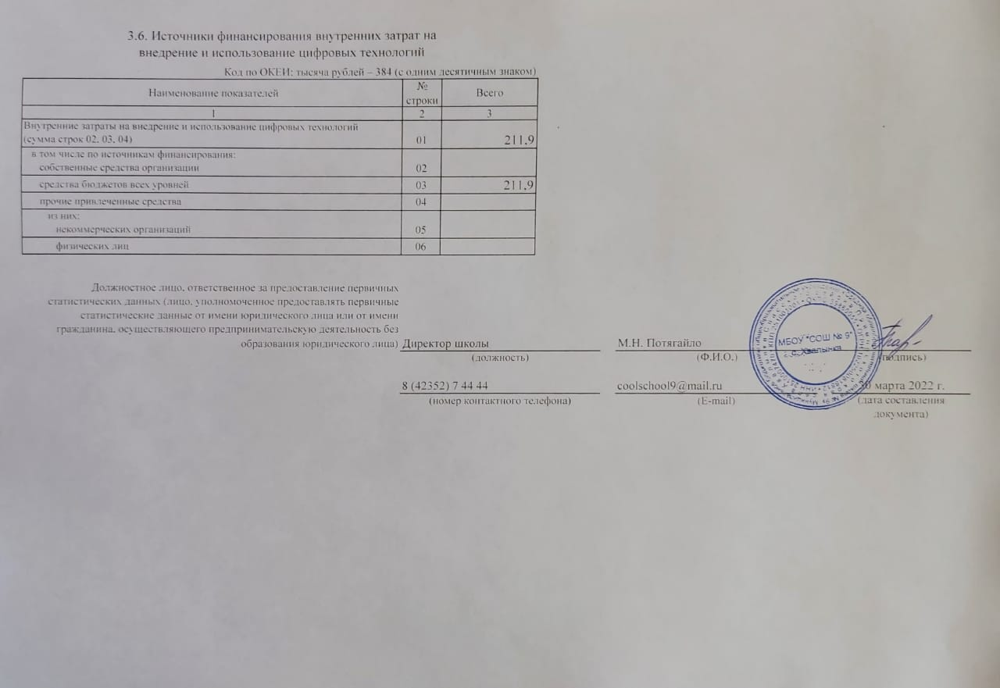 3.6. Источники финансирования внутренних затрат на
внедрение и использование цифровых технологий
Код по ОКЕИ: тысяча рублей – 384 (с одним десятичным знаком)
Наименование показателей № строки Всего
1 2 3
Внутренние затраты на внедрение и использование цифровых технологий
(сумма строк 02, 03, 04) 01 211,9
в том числе по источникам финансирования:
собственные средства организации 02
средства бюджетов всех уровней 03 211,9
прочие привлеченные средства 04
из них:
некоммерческих организаций 05
физических лиц 06
Должностное лицо, ответственное за предоставление первичных
статистических данных (лицо, уполномоченное предоставлять первичные
статистические данные от имени юридического лица или от имени
гражданина, осуществляющего предпринимательскую деятельность без
образования юридического лица) Директор школы М.Н. Потягайло
(должность) (Ф.И.О.) (подпись)
МБОУ "СОШ № 9"
с. Хвалынка
8 (42352) 7 44 44 coolschool9@mail.ru 30 марта 2022 г.
(номер контактного телефона) (E-mail) (дата составления
документа)